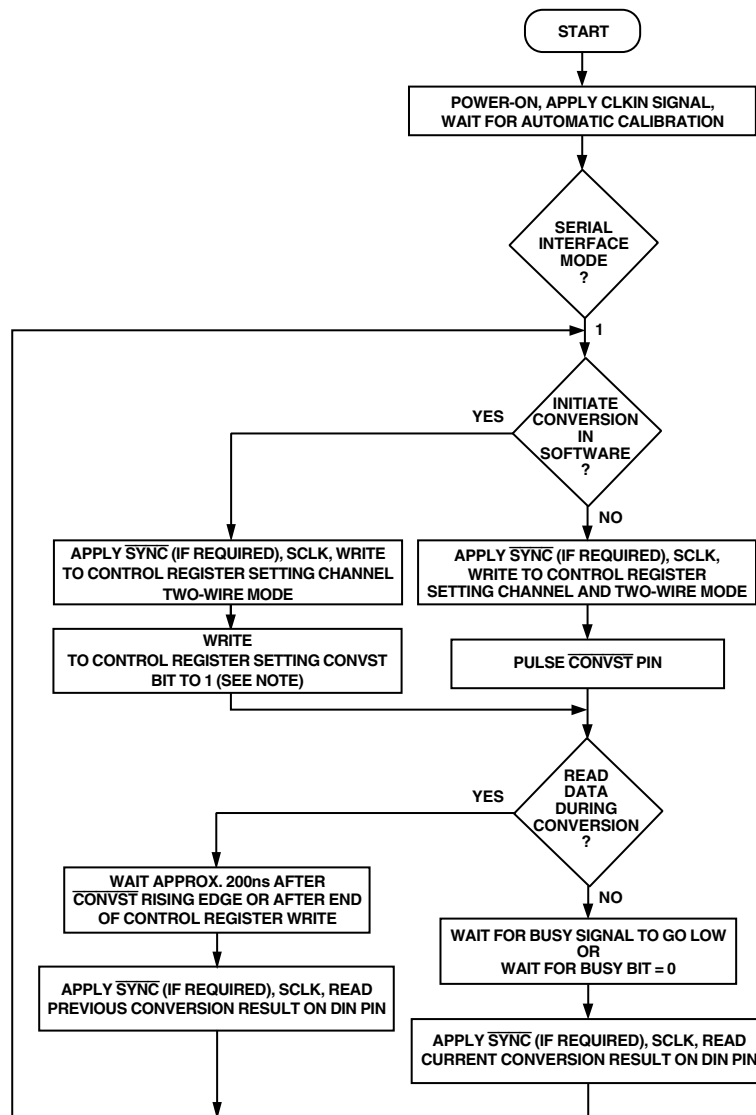 START
POWER-ON, APPLY CLKIN SIGNAL,
WAIT FOR AUTOMATIC CALIBRATION
SERIAL
INTERFACE
MODE
?
1
INITIATE
CONVERSION
IN
SOFTWARE
?
YES
NO
APPLY SYNC (IF REQUIRED), SCLK, WRITE
TO CONTROL REGISTER SETTING CHANNEL
TWO-WIRE MODE
APPLY SYNC (IF REQUIRED), SCLK,
WRITE TO CONTROL REGISTER
SETTING CHANNEL AND TWO-WIRE MODE
WRITE
TO CONTROL REGISTER SETTING CONVST
BIT TO 1 (SEE NOTE)
PULSE CONVST PIN
READ
DATA
DURING
CONVERSION
?
YES
NO
WAIT APPROX. 200ns AFTER
CONVST RISING EDGE OR AFTER END
OF CONTROL REGISTER WRITE
WAIT FOR BUSY SIGNAL TO GO LOW
OR
WAIT FOR BUSY BIT = 0
APPLY SYNC (IF REQUIRED), SCLK, READ
PREVIOUS CONVERSION RESULT ON DIN PIN
APPLY SYNC (IF REQUIRED), SCLK, READ
CURRENT CONVERSION RESULT ON DIN PIN